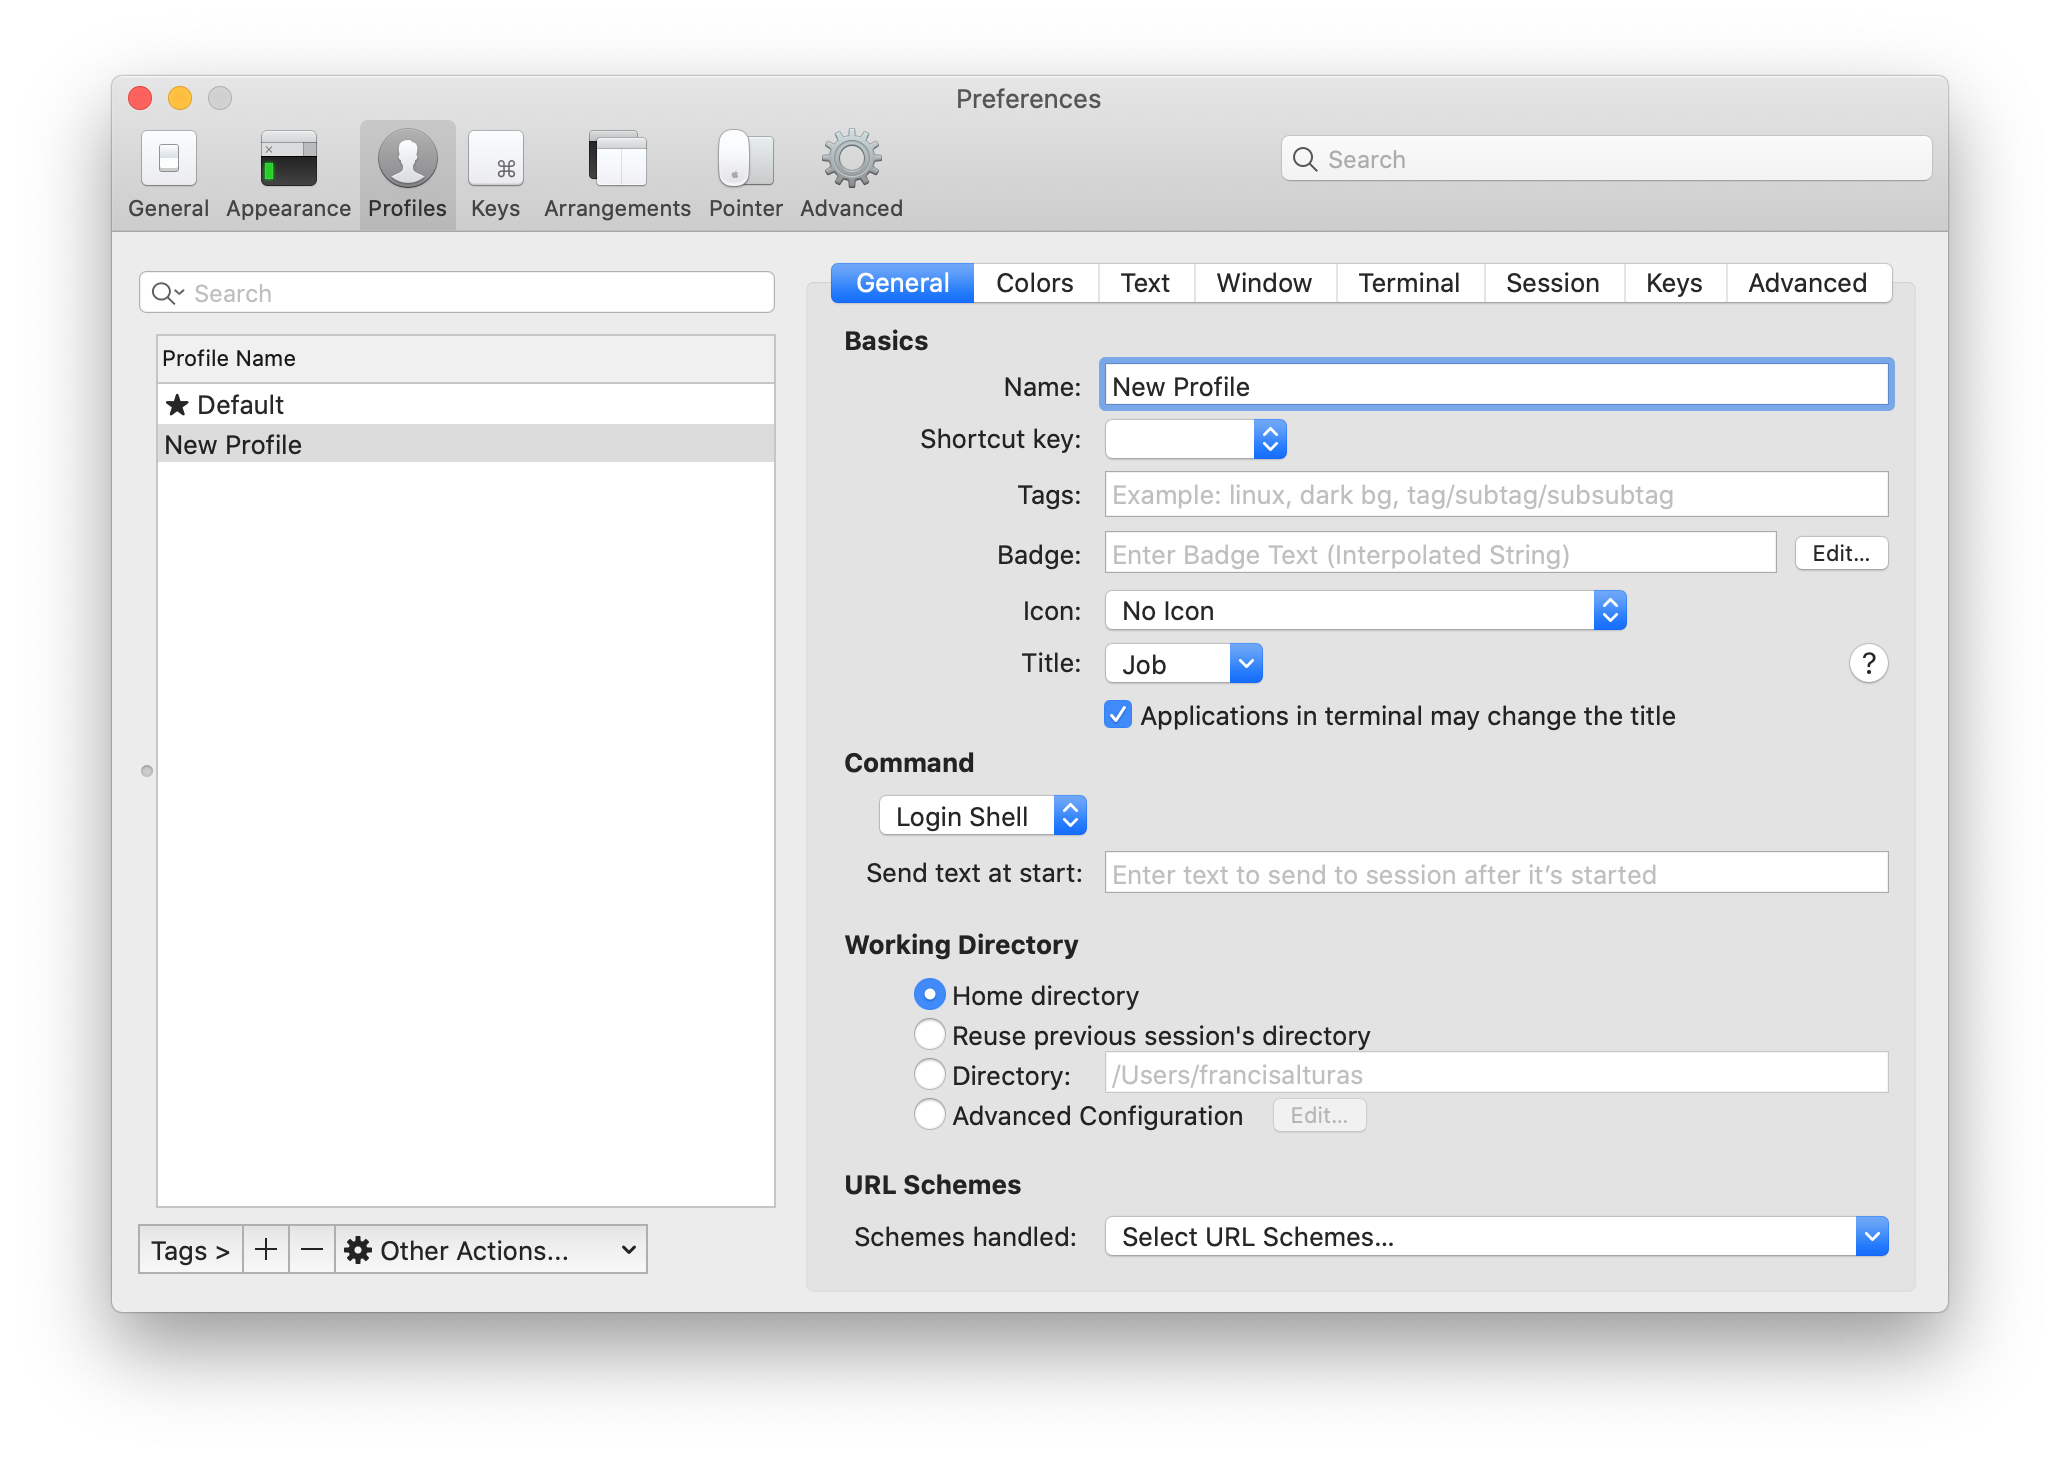 Preferences
General Appearance Profiles Keys Arrangements Pointer Advanced
Search
Search
Profile Name
★ Default
New Profile
Tags > + — Other Actions...
General Colors Text Window Terminal Session Keys Advanced
Basics
Name: New Profile
Shortcut key:
Tags: Example: linux, dark bg, tag/subtag/subsubtag
Badge: Enter Badge Text (Interpolated String) Edit...
Icon: No Icon
Title: Job ?
Applications in terminal may change the title
Command
Login Shell
Send text at start: Enter text to send to session after it’s started
Working Directory
Home directory
Reuse previous session's directory
Directory: /Users/francisalturas
Advanced Configuration Edit...
URL Schemes
Schemes handled: Select URL Schemes...